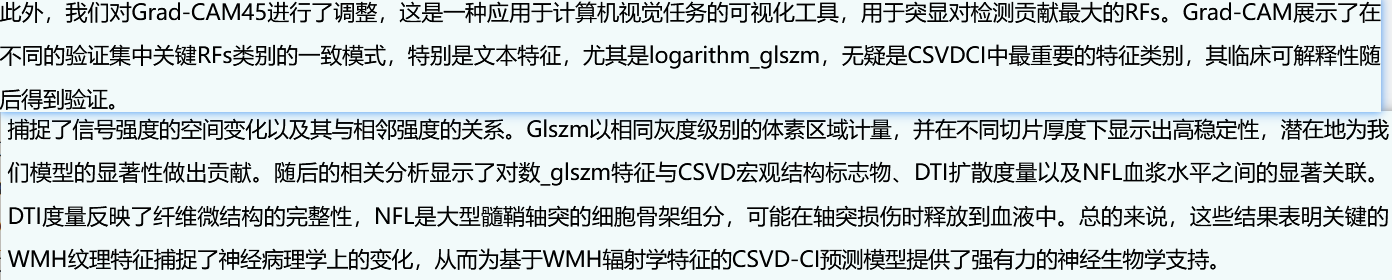 此外，我们对Grad-CAM45进行了调整，这是一种应用于计算机视觉任务的可视化工具，用于突显对检测贡献最大的RFs。Grad-CAM展示了在
不同的验证集中关键RFs类别的一致模式，特别是文本特征，尤其是logarithm_glszm，无疑是CSVDCI中最重要的特征类别，其临床可解释性随
后得到验证。
捕捉了信号强度的空间变化以及其与相邻强度的关系。Glszm以相同灰度级别的体素区域计量，并在不同切片厚度下显示出高稳定性，潜在地为我
们模型的显著性做出贡献。随后的相关分析显示了对数_glszm特征与CSVD宏观结构标志物、DTI扩散度量以及NFL血浆水平之间的显著关联。
DTI度量反映了纤维微结构的完整性，NFL是大型髓鞘轴突的细胞骨架组分，可能在轴突损伤时释放到血液中。总的来说，这些结果表明关键的
WMH纹理特征捕捉了神经病理学上的变化，从而为基于WMH辐射学特征的CSVD-CI预测模型提供了强有力的神经生物学支持。